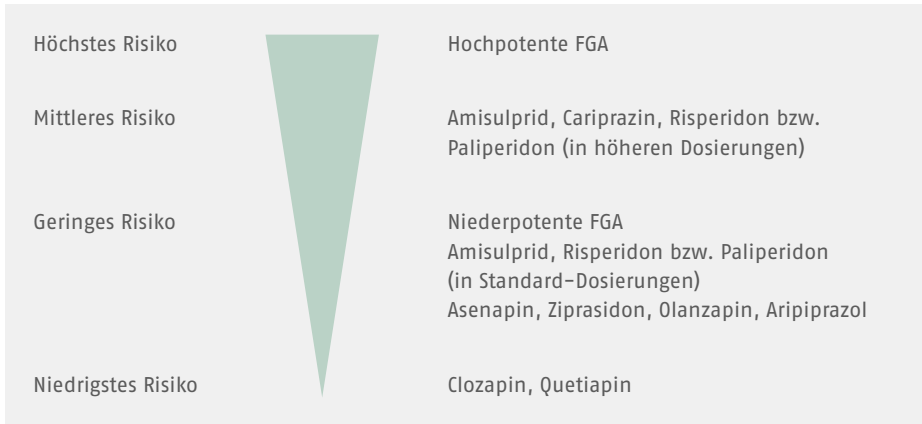 Höchstes Risiko
Hochpotente FGA
Mittleres Risiko
Amisulprid, Cariprazin, Risperidon bzw.
Paliperidon (in höheren Dosierungen)
Geringes Risiko
Niederpotente FGA
Amisulprid, Risperidon bzw. Paliperidon
(in Standard-Dosierungen)
Asenapin, Ziprasidon, Olanzapin, Aripiprazol
Niedrigstes Risiko
Clozapin, Quetiapin